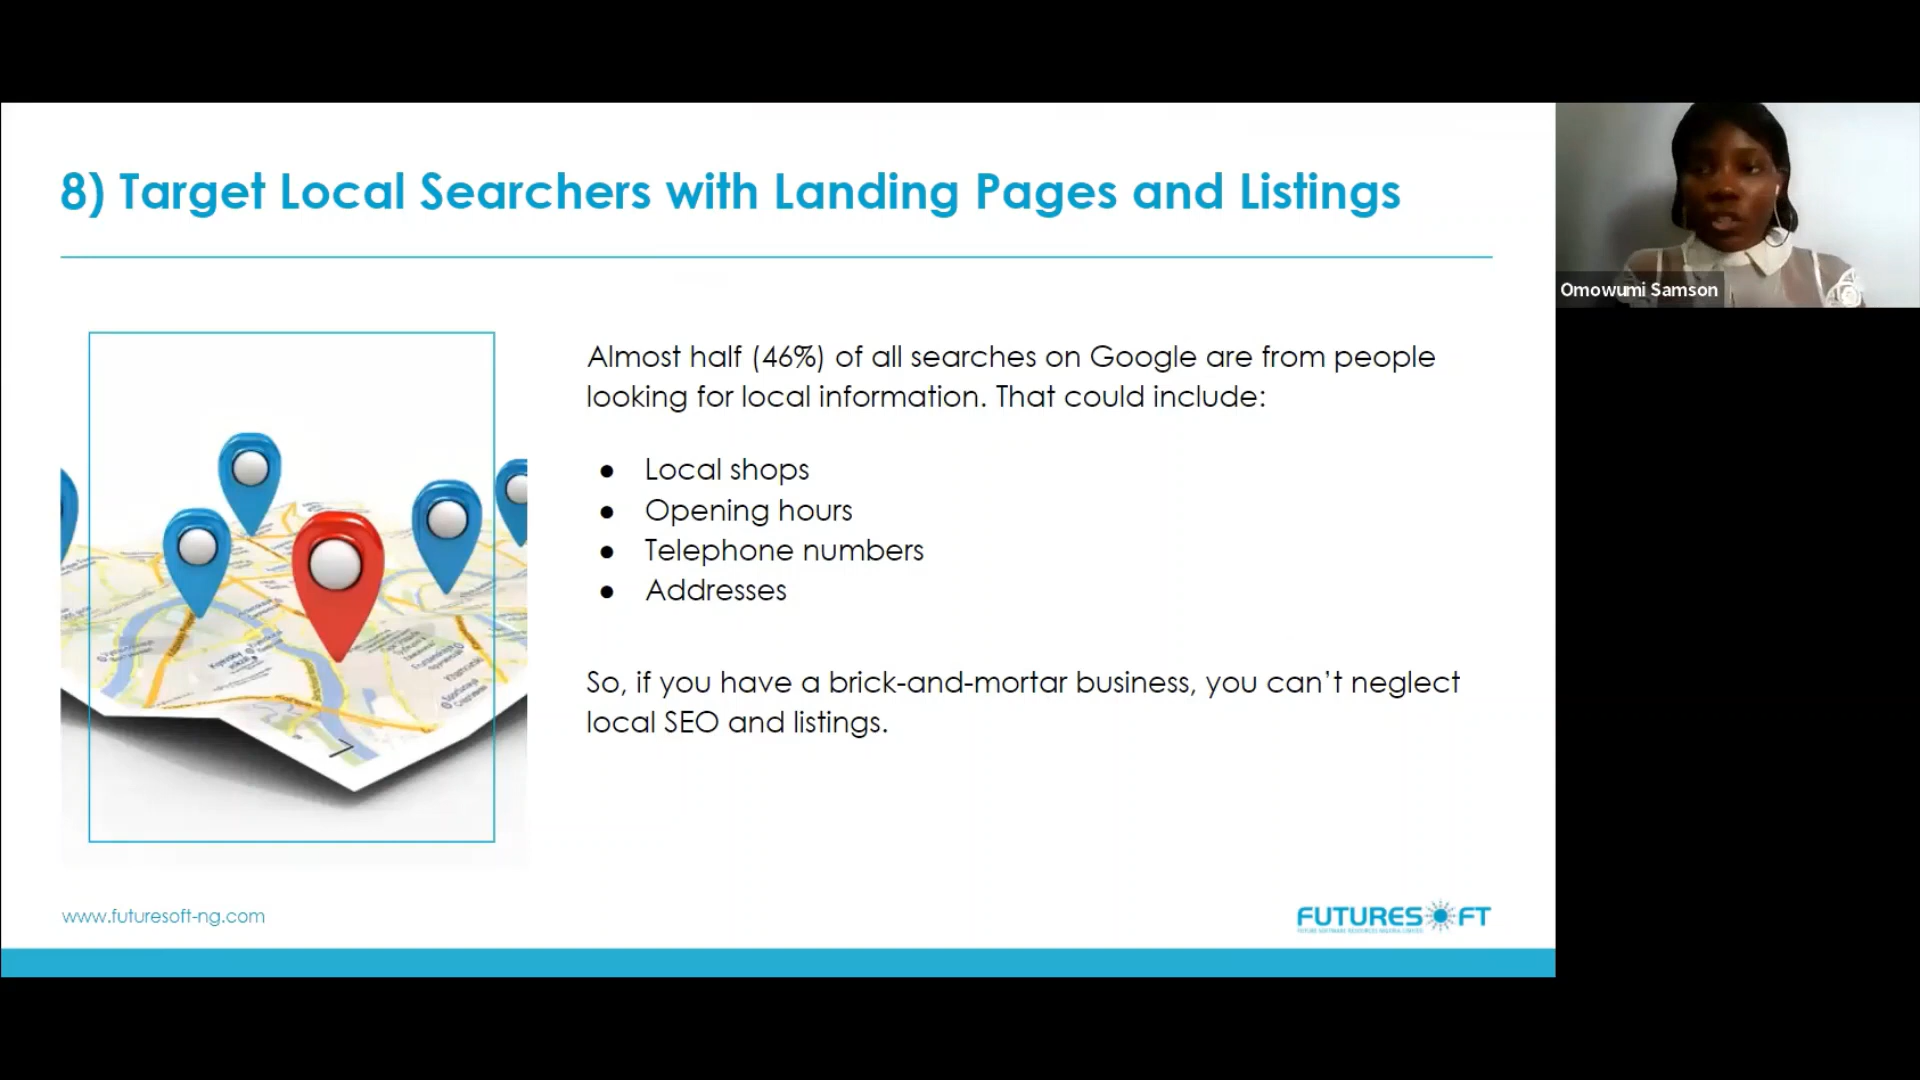 8) Target Local Searchers with Landing Pages and Listings
Omowumi Samson
Almost half (46%) of all searches on Google are from people
looking for local information. That could include:
● Local shops
● Opening hours
● Telephone numbers
● Addresses
So, if you have a brick-and-mortar business, you can’t neglect
local SEO and listings.
www.futuresoft-ng.com
FUTURESOFT